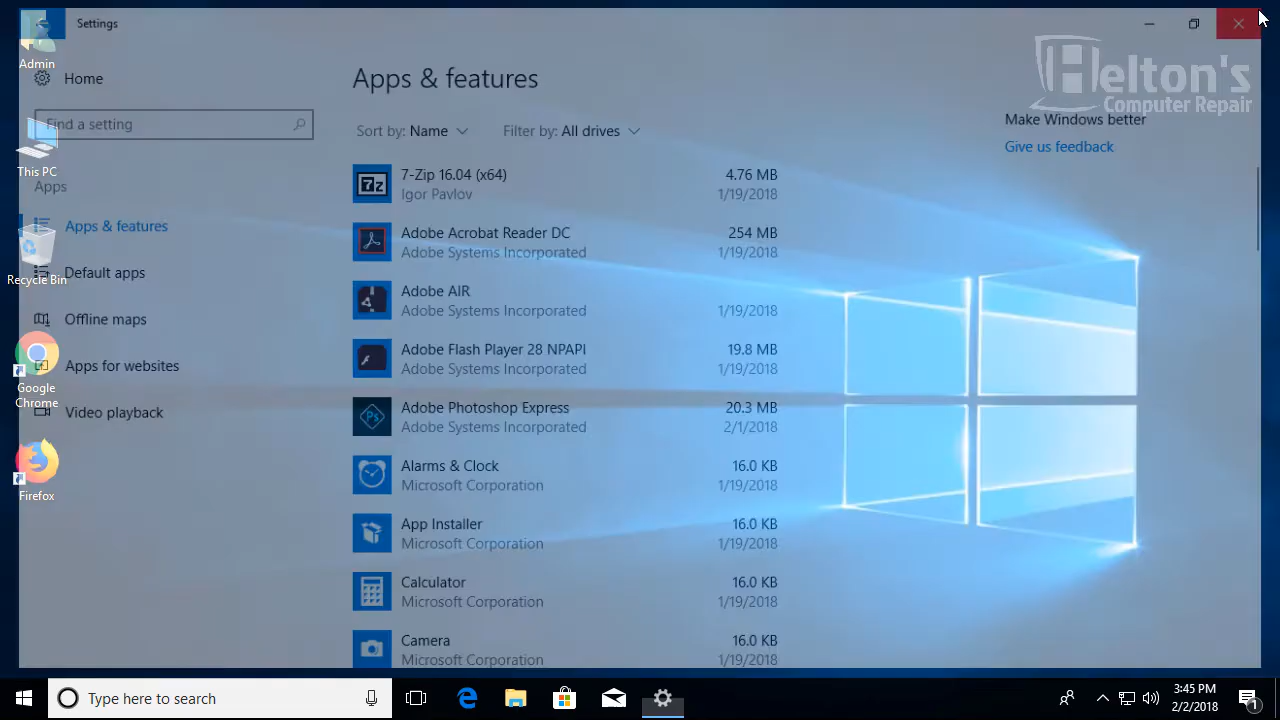 Settings
Admin
Home
Find a setting
This PC
Apps
Apps & features
Recycle Bin
Default apps
Offline maps
Google
Chrome
Apps for websites
Video playback
Firefox
Apps & features
Sort by: Name Filter by: All drives
7-Zip 16.04 (x64) 4.76 MB
Igor Pavlov 1/19/2018
Adobe Acrobat Reader DC 254 MB
Adobe Systems Incorporated 1/19/2018
Adobe AIR
Adobe Systems Incorporated 1/19/2018
Adobe Flash Player 28 NPAPI 19.8 MB
Adobe Systems Incorporated 1/19/2018
Adobe Photoshop Express 20.3 MB
Adobe Systems Incorporated 2/1/2018
Alarms & Clock 16.0 KB
Microsoft Corporation 1/19/2018
App Installer 16.0 KB
Microsoft Corporation 1/19/2018
Calculator 16.0 KB
Microsoft Corporation 1/19/2018
Camera 16.0 KB
Microsoft Corporation 1/19/2018
Helton's
Computer Repair
Make Windows better
Give us feedback
Type here to search
3:45 PM
2/2/2018
1